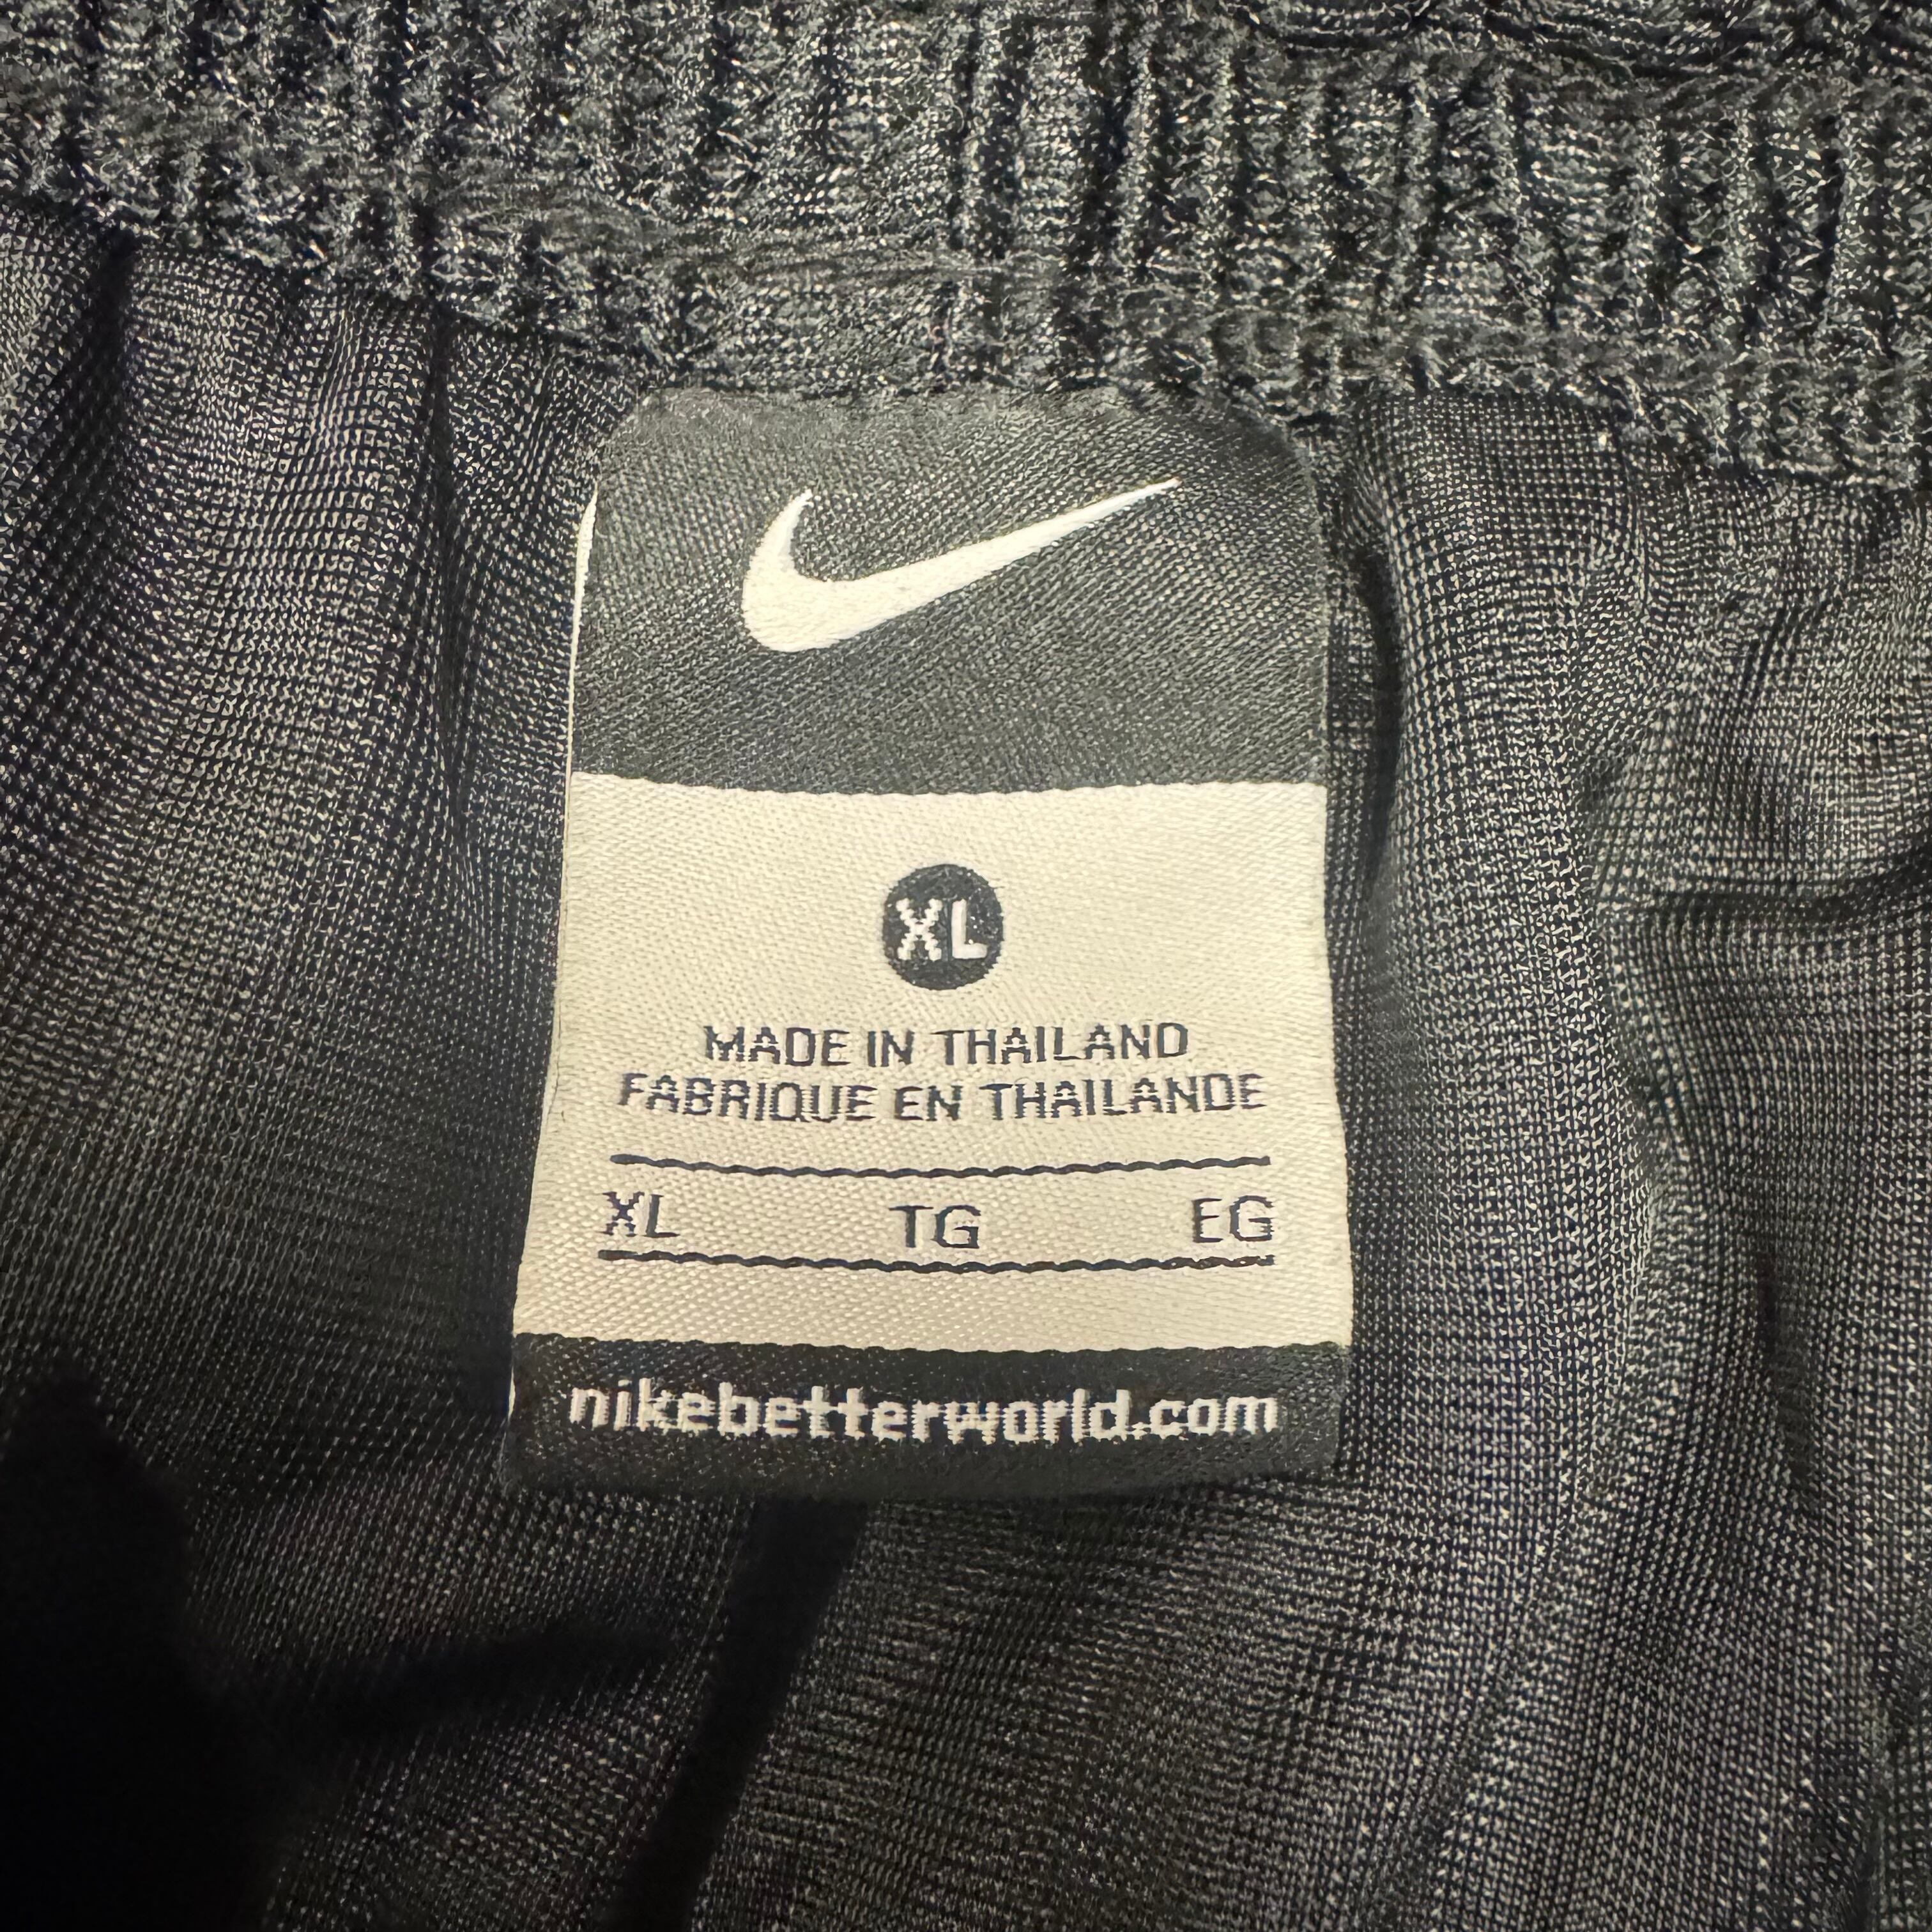 XL
MADE IN THAILAND
FABRIQUE EN THAILANDE
XL TG EG
nikebetterworld.com